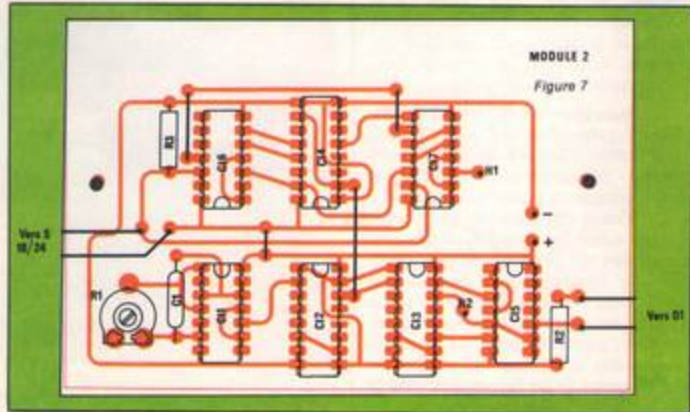 MODULE 2
Figure 7
R3
CI6
CI4
CI7
H1
Vers S
18/24
-
+
R1
C1
CI1
CI2
CI3
H2
CI5
R2
Vers D1